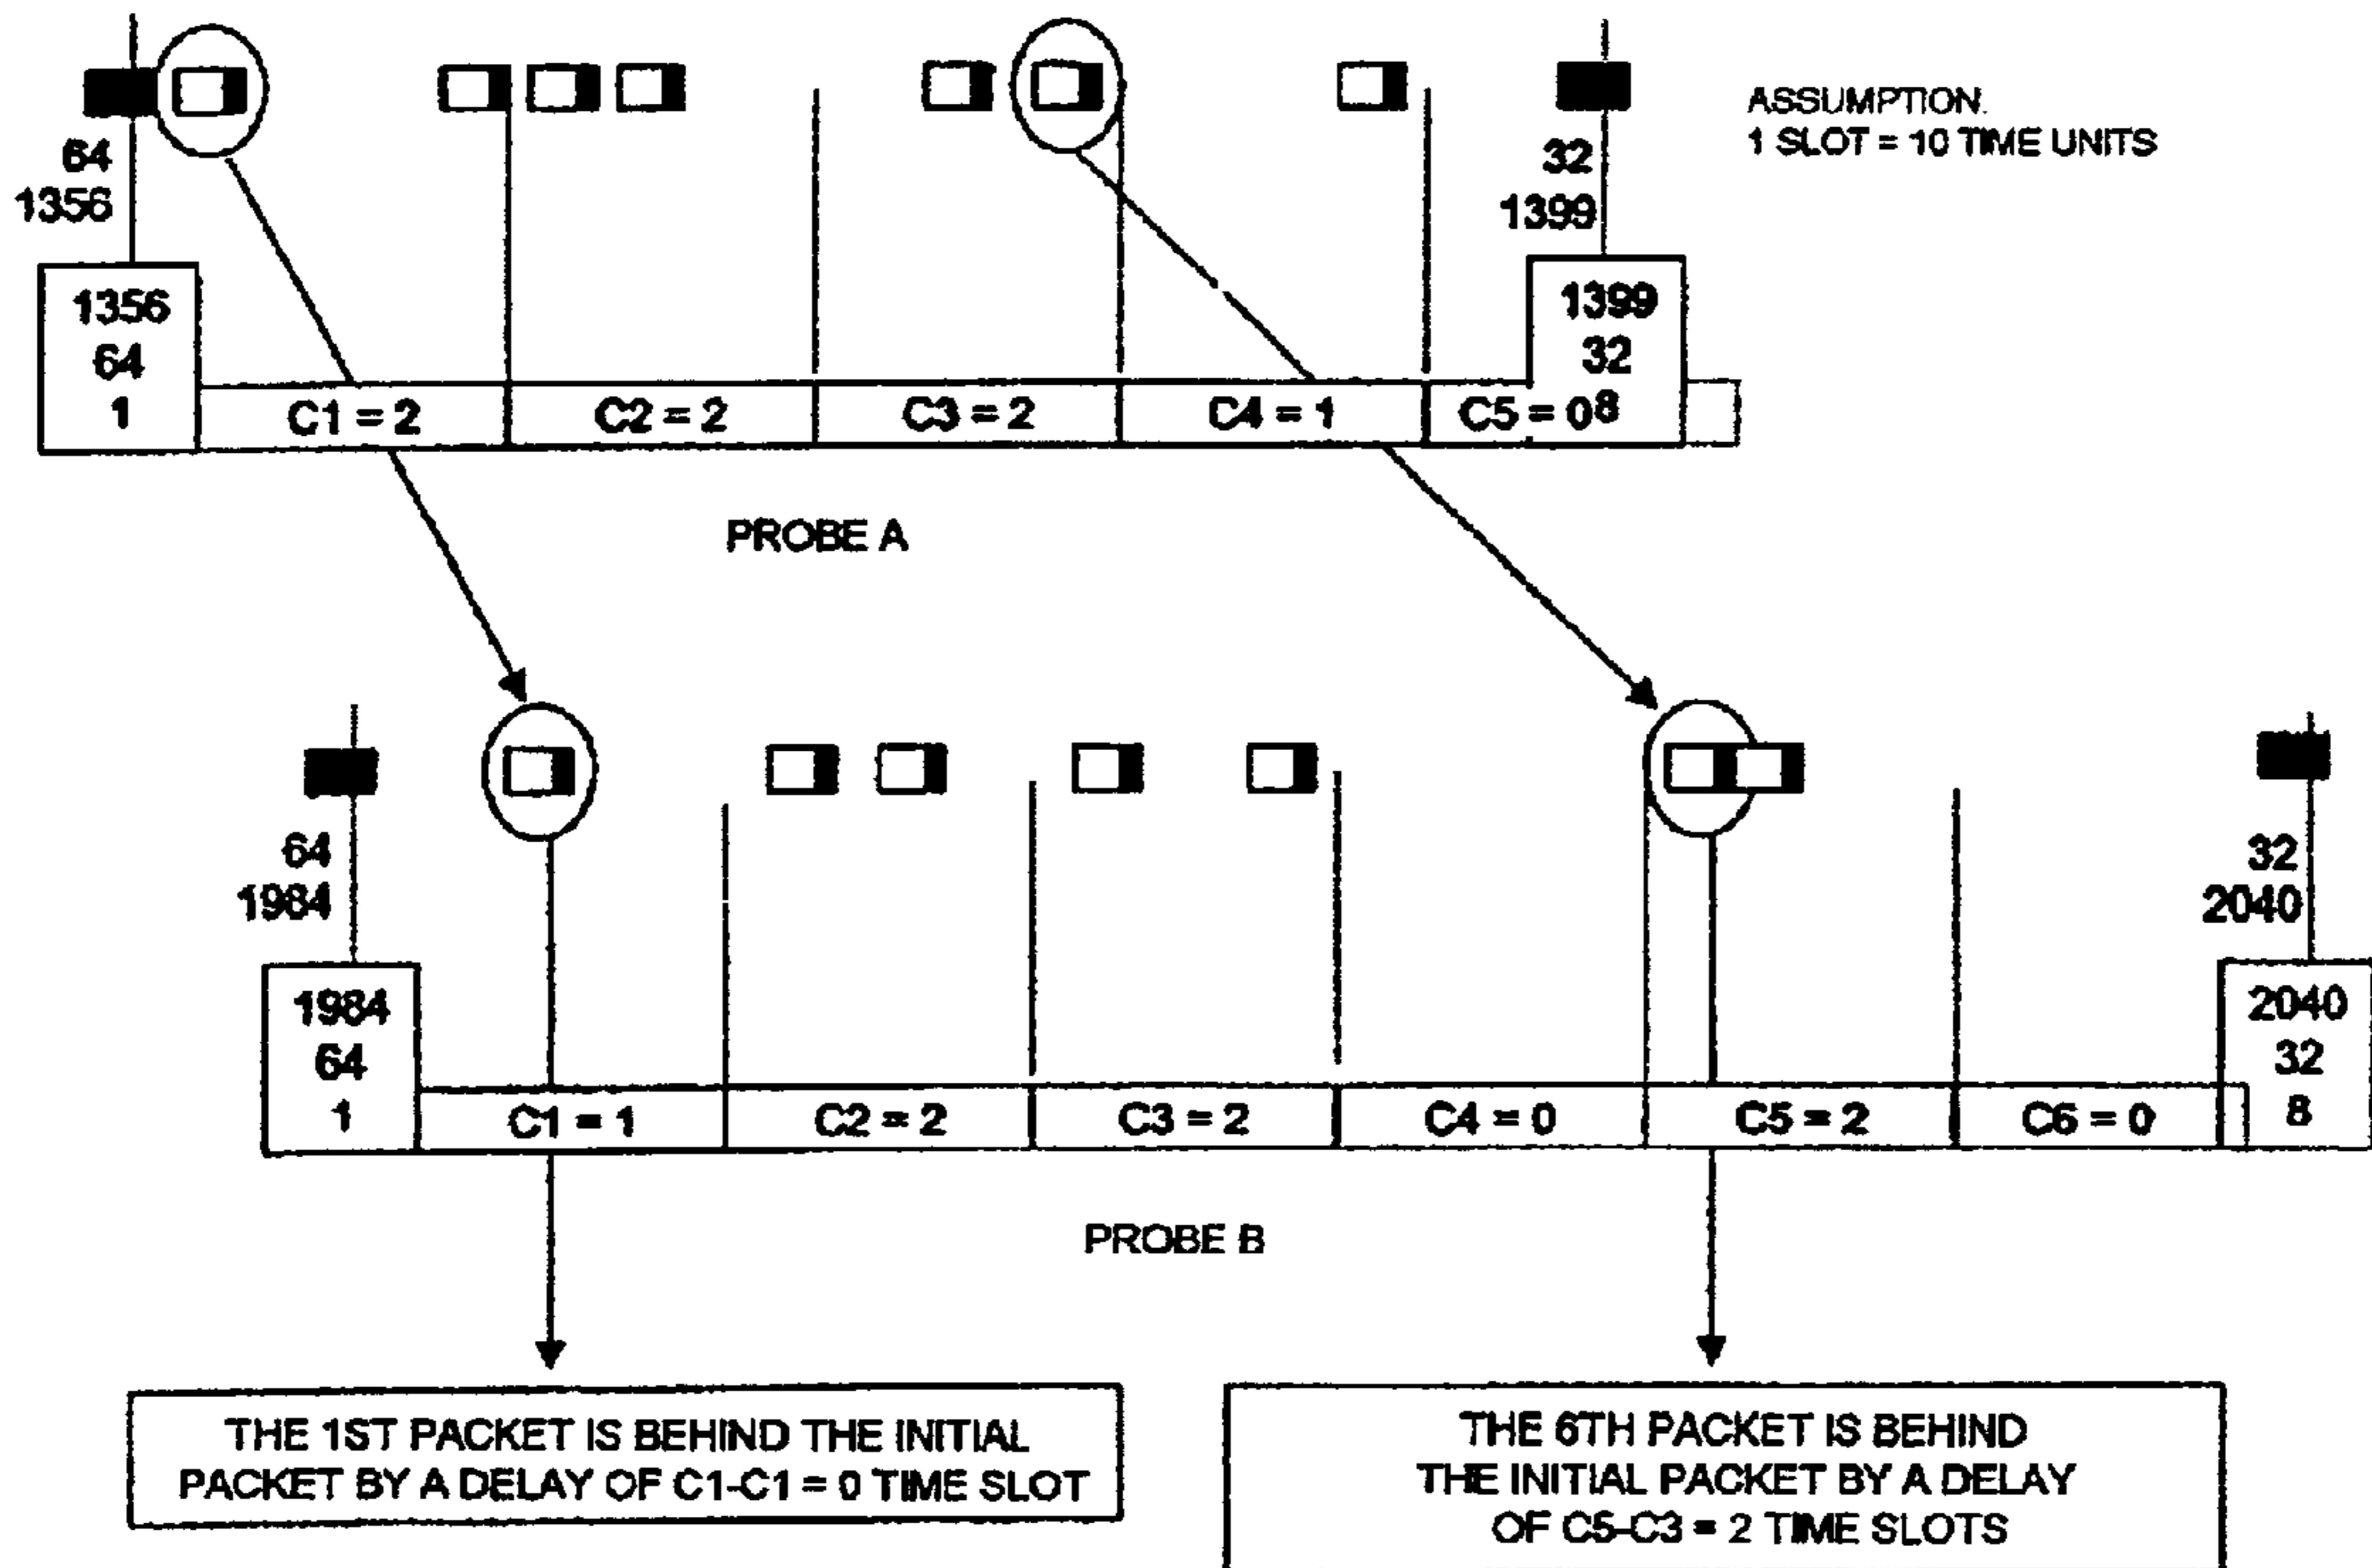 ASSUMPTION.
1 SLOT = 10 TIME UNITS
64
1356
32
1399
1356
64
1
1399
32
8
C1 = 2
C2 = 2
C3 = 2
C4 = 1
C5 = 0
PROBE A
64
1984
32
2040
1984
64
1
2040
32
8
C1 = 1
C2 = 2
C3 = 2
C4 = 0
C5 = 2
C6 = 0
PROBE B
THE 1ST PACKET IS BEHIND THE INITIAL
PACKET BY A DELAY OF C1-C1 = 0 TIME SLOT
THE 6TH PACKET IS BEHIND
THE INITIAL PACKET BY A DELAY
OF C5-C3 = 2 TIME SLOTS